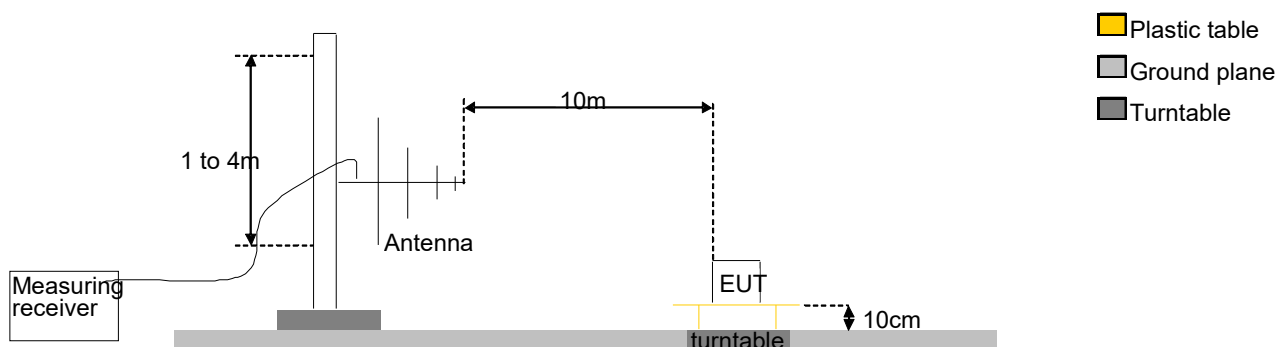 Plastic table
Ground plane
Turntable
10m
1 to 4m
Antenna
Measuring
receiver
EUT
10cm
turntable